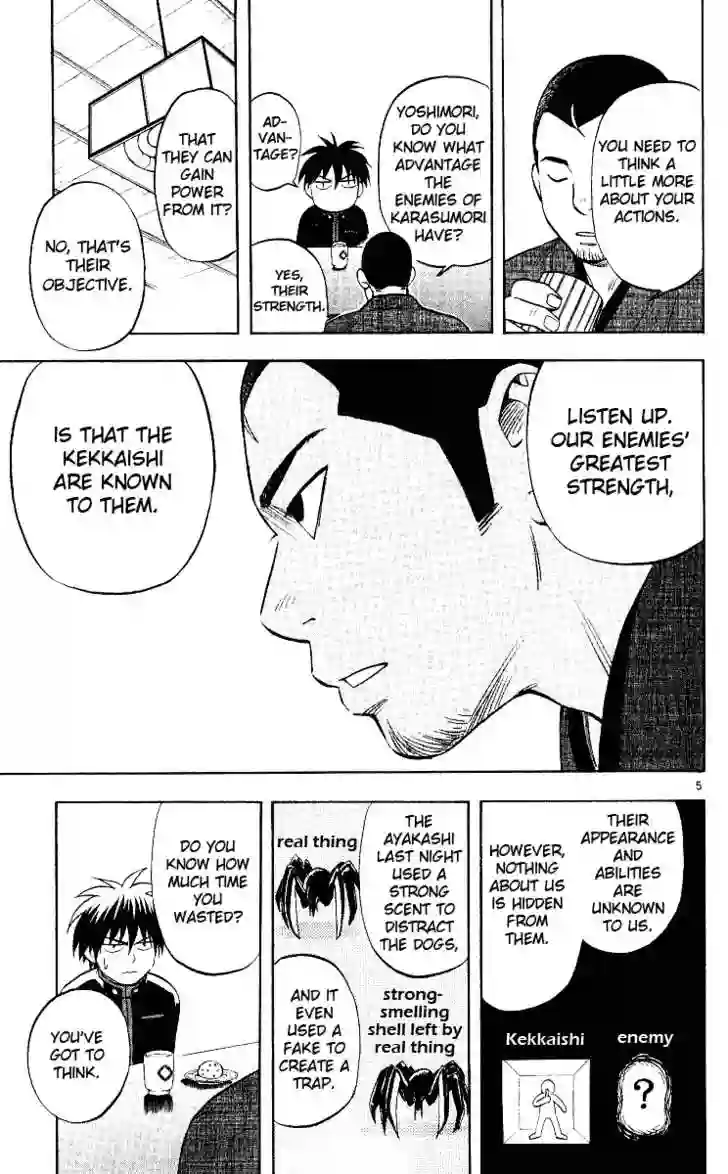 YOU NEED TO
THINK A
LITTLE MORE
ABOUT YOUR
ACTIONS.
YOSHIMORI,
DO YOU
KNOW WHAT
ADVANTAGE
THE
ENEMIES OF
KARASUMORI
HAVE?
AD-
VAN-
TAGE?
YES,
THEIR
STRENGTH.
THAT
THEY CAN
GAIN
POWER
FROM IT?
NO, THAT'S
THEIR
OBJECTIVE.
LISTEN UP.
OUR ENEMIES'
GREATEST
STRENGTH,
IS THAT THE
KEKKAISHI
ARE KNOWN
TO THEM.
5
THEIR
APPEARANCE
AND
ABILITIES
ARE
UNKNOWN
TO US.
HOWEVER,
NOTHING
ABOUT US
IS HIDDEN
FROM
THEM.
Kekkaishi
enemy
?
THE
AYAKASHI
LAST NIGHT
USED A
STRONG
SCENT TO
DISTRACT
THE DOGS,
real thing
strong-
smelling
shell left by
real thing
AND IT
EVEN
USED A
FAKE TO
CREATE A
TRAP.
DO YOU
KNOW HOW
MUCH TIME
YOU
WASTED?
YOU'VE
GOT TO
THINK.